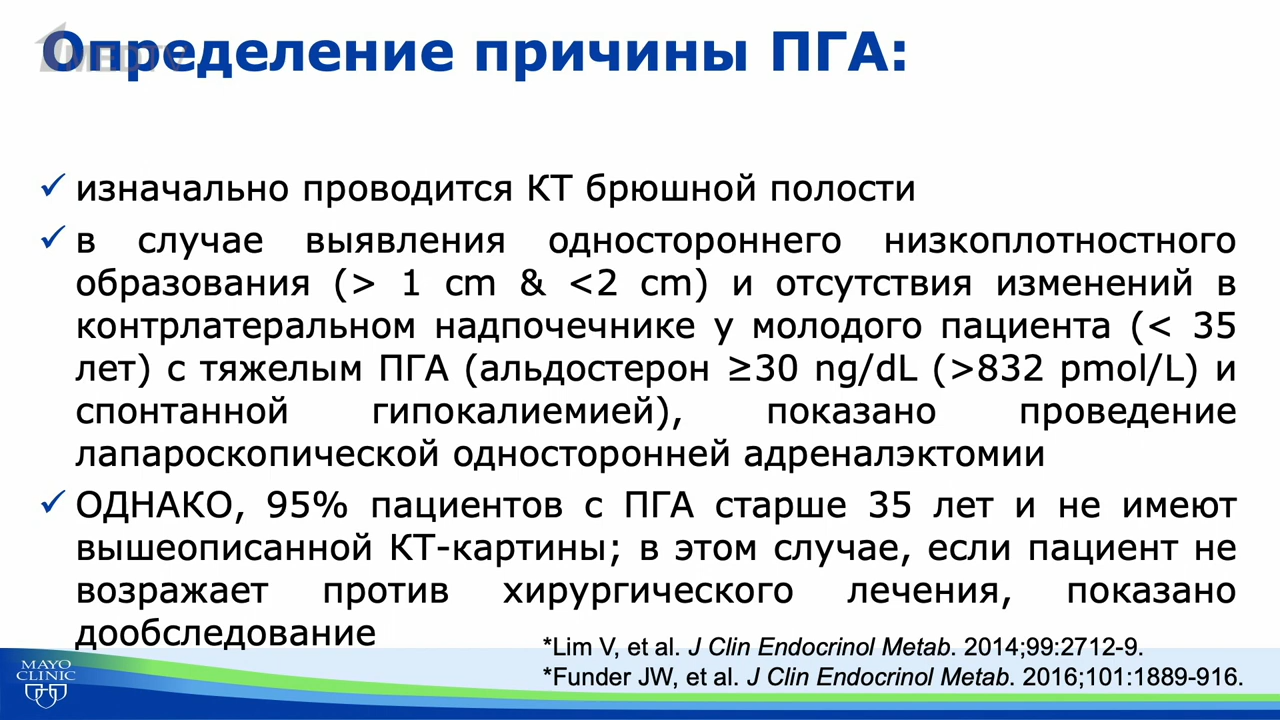 Определение причины ПГА:
1MEDTV
изначально проводится КТ брюшной полости
в случае выявления одностороннего низкоплотностного
образования (> 1 cm & <2 cm) и отсутствия изменений в
контрлатеральном надпочечнике у молодого пациента (< 35
лет) с тяжелым ПГА (альдостерон ≥30 ng/dL (>832 pmol/L) и
спонтанной гипокалиемией), показано проведение
лапароскопической односторонней адреналэктомии
ОДНАКО, 95% пациентов с ПГА старше 35 лет и не имеют
вышеописанной КТ-картины; в этом случае, если пациент не
возражает против хирургического лечения, показано
дообследование
*Lim V, et al. J Clin Endocrinol Metab. 2014;99:2712-9.
*Funder JW, et al. J Clin Endocrinol Metab. 2016;101:1889-916.
MAYO
CLINIC